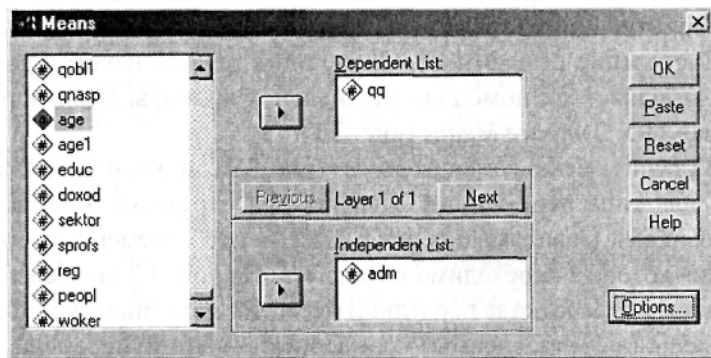 Means
qobl1
qnasp
age
age1
educ
doxod
sektor
sprofs
reg
peopl
woker
Dependent List:
qq
Previous
Layer 1 of 1
Next
Independent List:
adm
OK
Paste
Reset
Cancel
Help
Options...